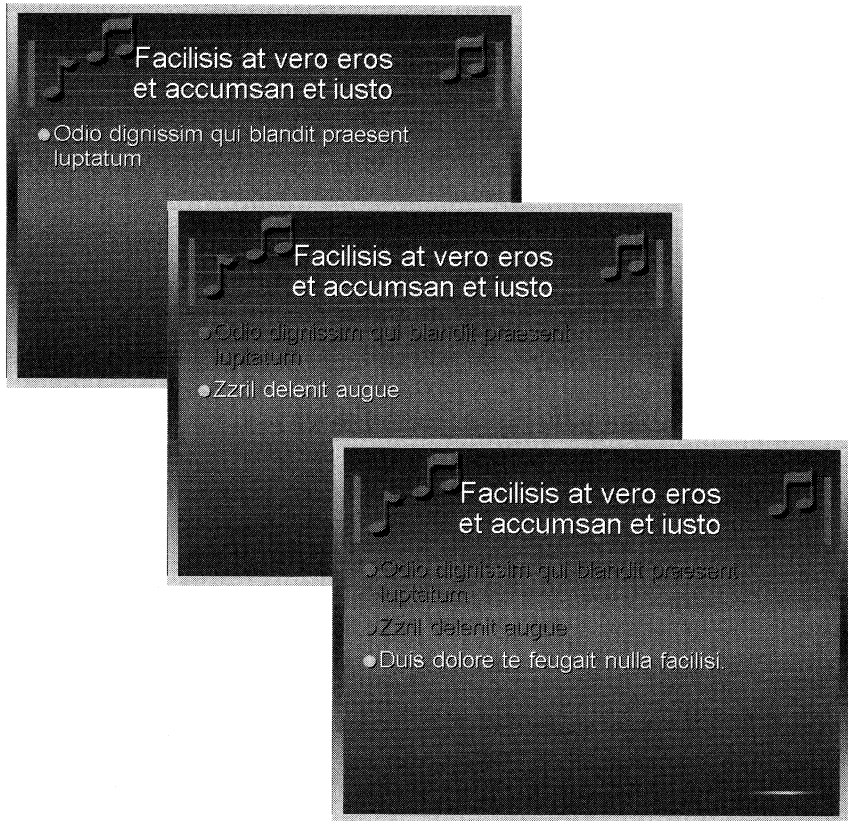 Facilisis at vero eros
et accumsan et iusto
Odio dignissim qui blandit praesent
luptatum
Facilisis at vero eros
et accumsan et iusto
Odio dignissim qui blandit praesent
luptatum
Zzril delenit augue
Facilisis at vero eros
et accumsan et iusto
Odio dignissim qui blandit praesent
luptatum
Zzril delenit augue
Duis dolore te feugait nulla facilisi.